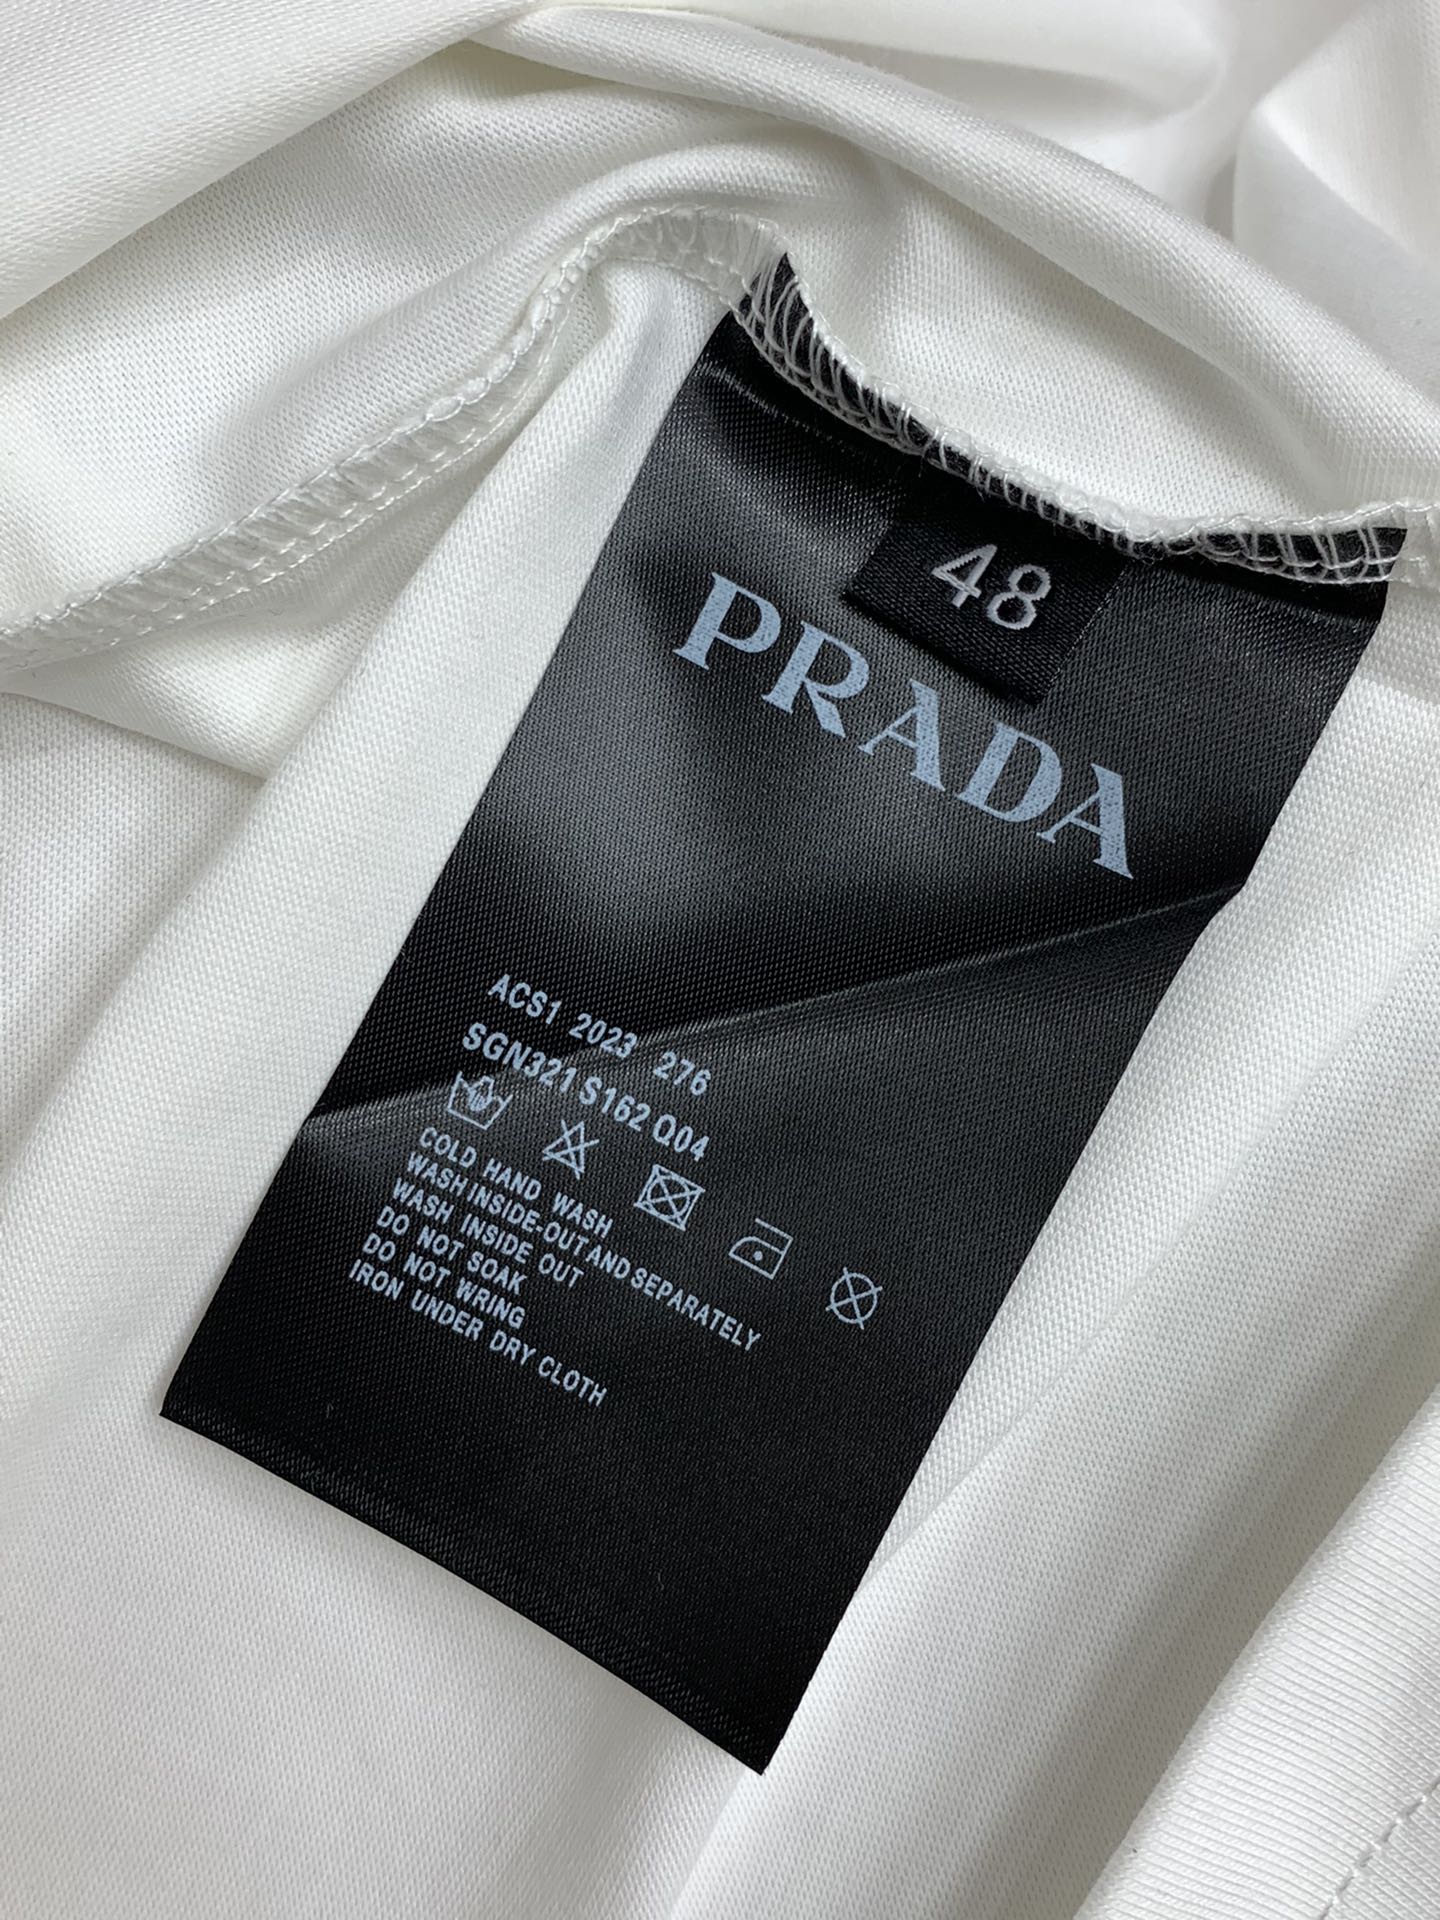 48
PRADA
ACS1 2023 276
SGN321 S162 Q04
COLD HAND WASH
WASH INSIDE-OUT AND SEPARATELY
WASH INSIDE OUT
DO NOT SOAK
DO NOT WRING
IRON UNDER DRY CLOTH